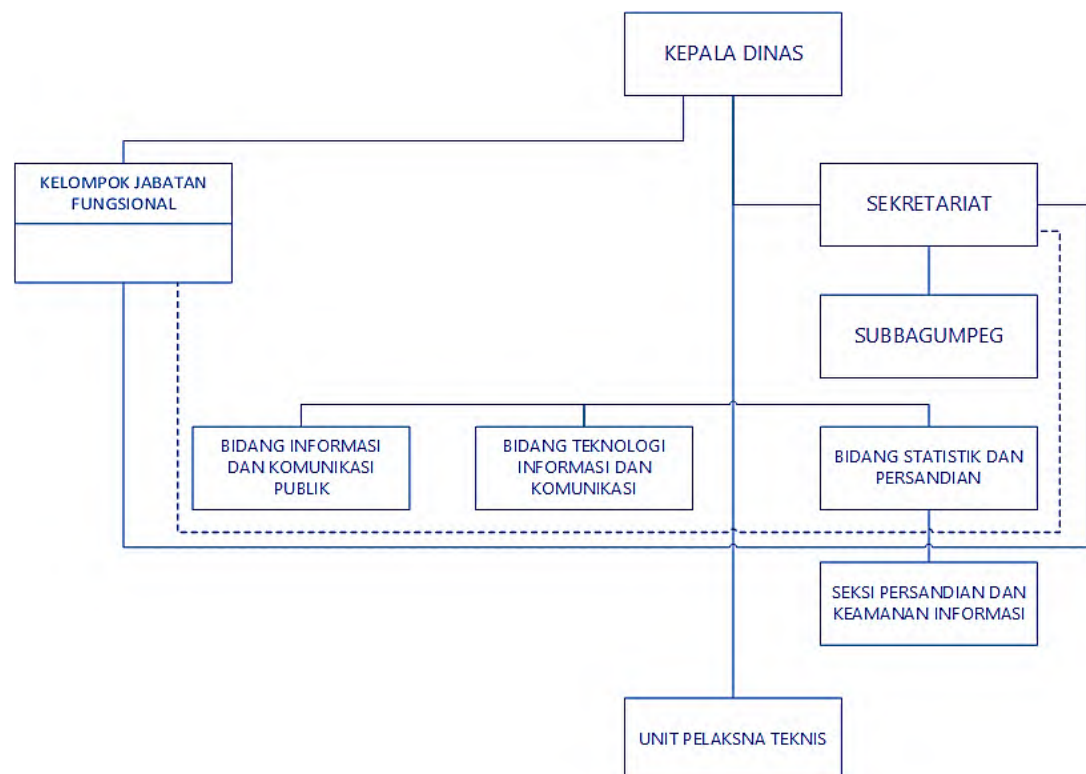 KEPALA DINAS
KELOMPOK JABATAN
FUNGSIONAL
SEKRETARIAT
SUBBAGUMPEG
BIDANG INFORMASI
DAN KOMUNIKASI
PUBLIK
BIDANG TEKNOLOGI
INFORMASI DAN
KOMUNIKASI
BIDANG STATISTIK DAN
PERSANDIAN
SEKSI PERSANDIAN DAN
KEAMANAN INFORMASI
UNIT PELAKSNA TEKNIS